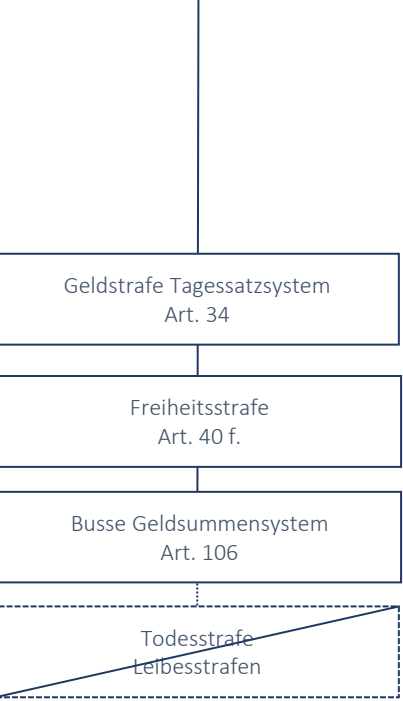 Geldstrafe Tagessatzsystem
Art. 34
Freiheitsstrafe
Art. 40 f.
Busse Geldsummensystem
Art. 106
Todesstrafe
Leibesstrafen